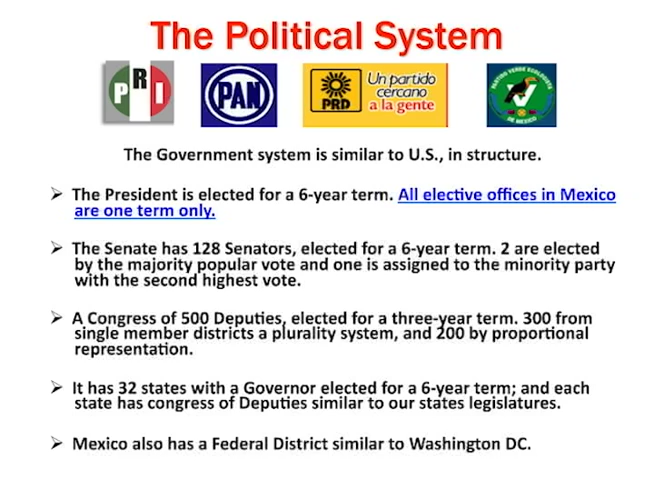 The Political System
PRI
PAN
PRD
Un partido
cercano
a la gente
PARTIDO VERDE ECOLOGISTA
DE MEXICO
The Government system is similar to U.S., in structure.
➢ The President is elected for a 6-year term. All elective offices in Mexico
are one term only.
➢ The Senate has 128 Senators, elected for a 6-year term. 2 are elected
by the majority popular vote and one is assigned to the minority party
with the second highest vote.
➢ A Congress of 500 Deputies, elected for a three-year term. 300 from
single member districts a plurality system, and 200 by proportional
representation.
➢ It has 32 states with a Governor elected for a 6-year term; and each
state has congress of Deputies similar to our states legislatures.
➢ Mexico also has a Federal District similar to Washington DC.